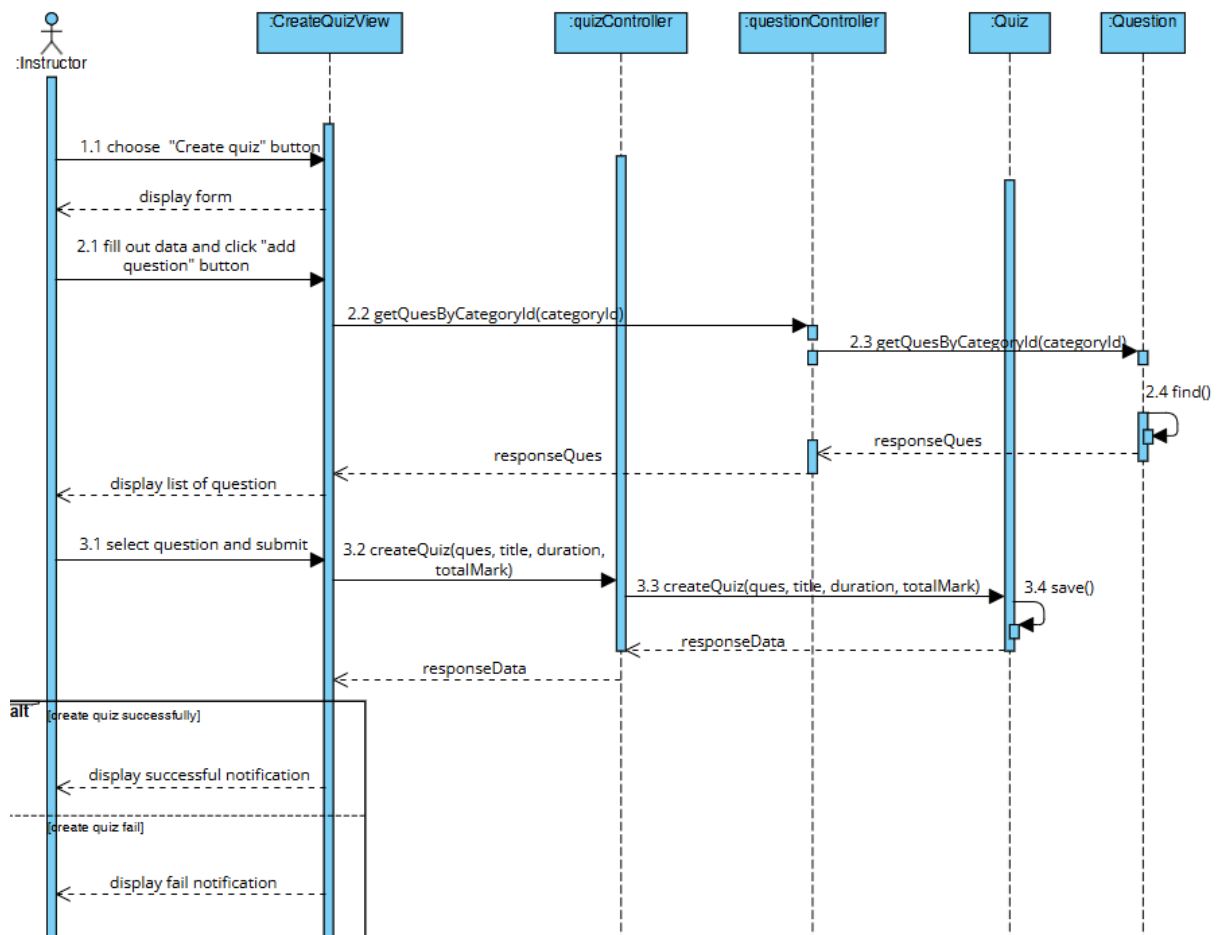 :Instructor
:CreateQuizView
:quizController
:questionController
:Quiz
:Question
1.1 choose "Create quiz" button
display form
2.1 fill out data and click "add
question" button
2.2 getQuesByCategoryId(categoryId)
2.3 getQuesByCategoryId(categoryId)
2.4 find()
responseQues
responseQues
display list of question
3.1 select question and submit
3.2 createQuiz(ques, title, duration,
totalMark)
3.3 createQuiz(ques, title, duration, totalMark)
3.4 save()
responseData
responseData
alt
[create quiz successfully]
display successful notification
[create quiz fail]
display fail notification